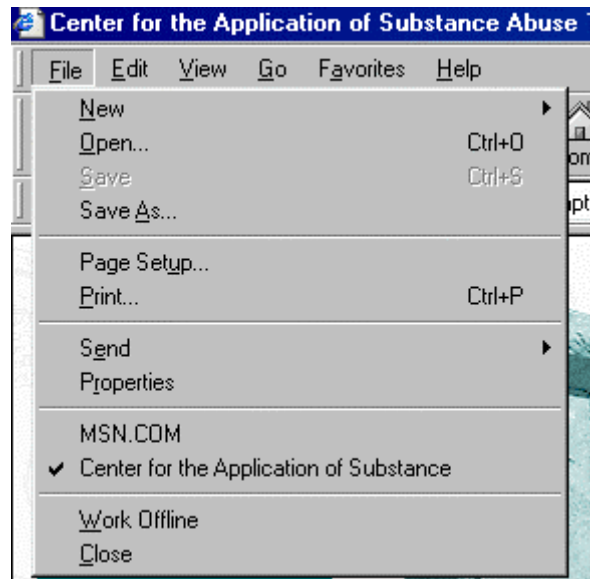 Center for the Application of Substance Abuse
File Edit View Go Favorites Help
New
Open... Ctrl+O
Save Ctrl+S
Save As...
Page Setup...
Print... Ctrl+P
Send
Properties
MSN.COM
Center for the Application of Substance
Work Offline
Close